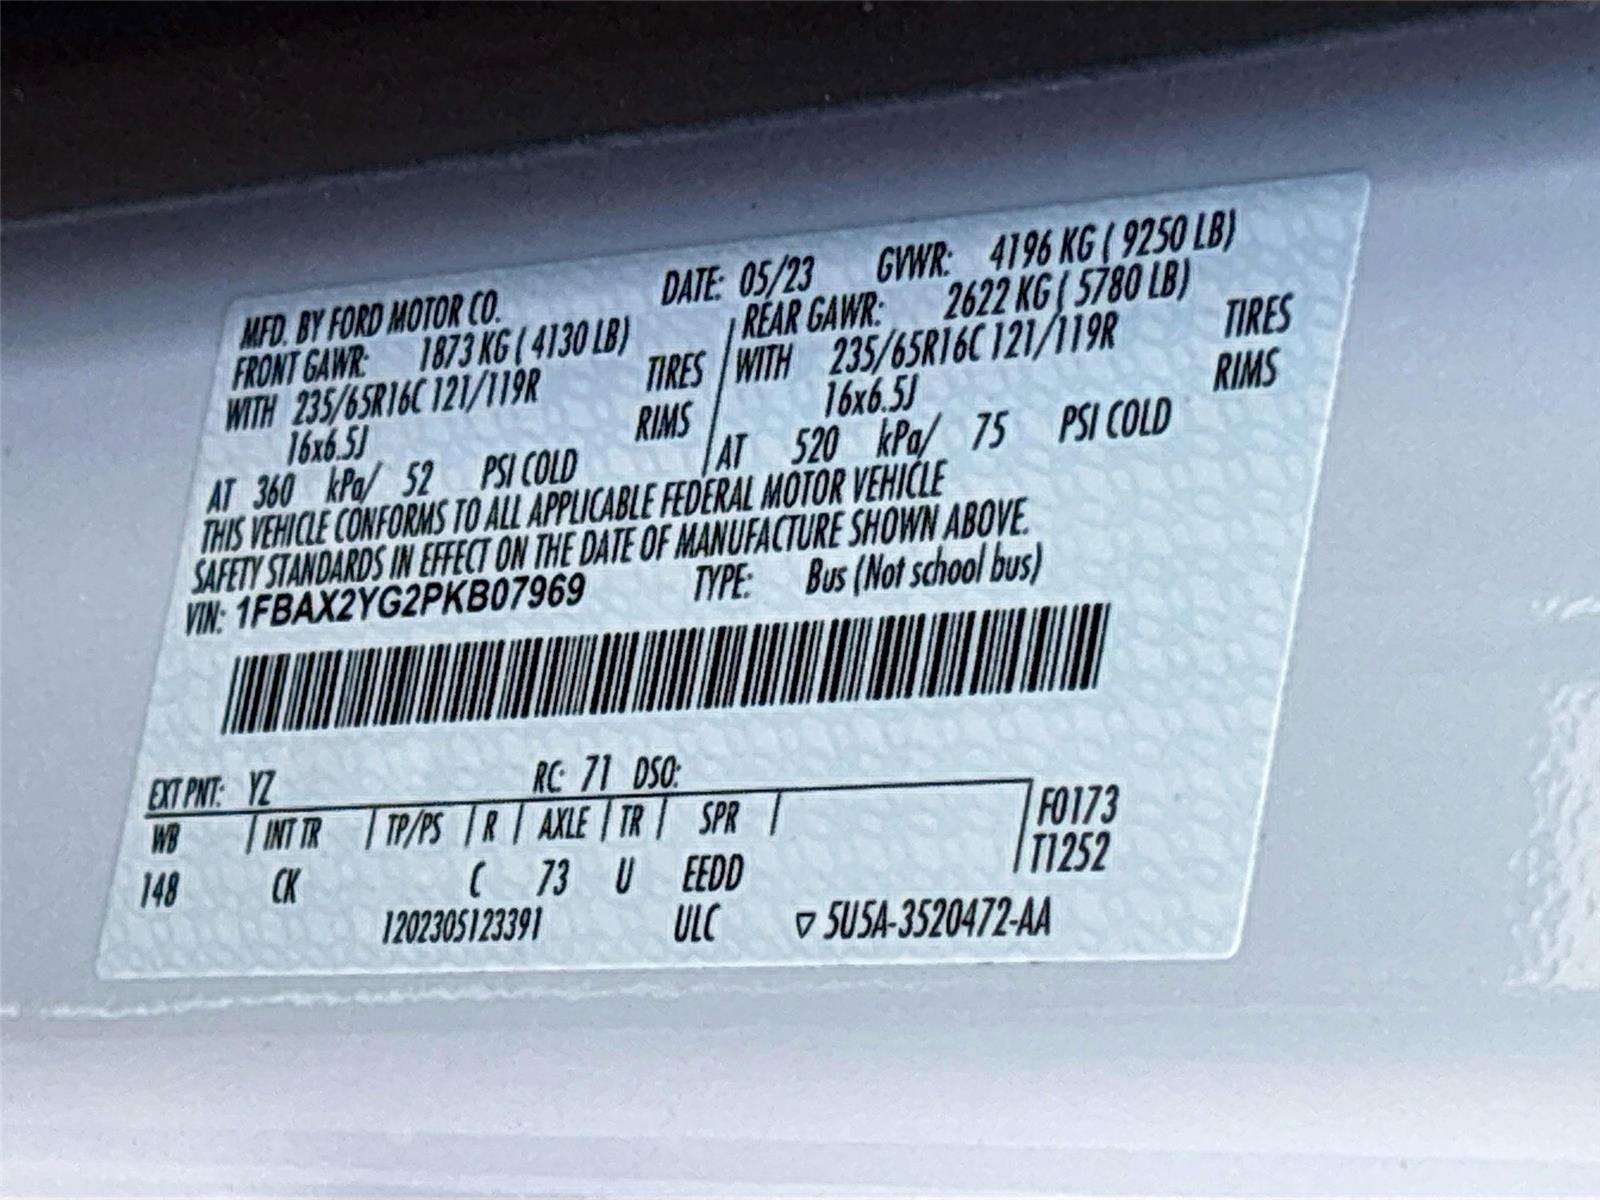 MFD. BY FORD MOTOR CO. DATE: 05/23 GVWR: 4196 KG ( 9250 LB)
FRONT GAWR: 1873 KG ( 4130 LB) REAR GAWR: 2622 KG ( 5780 LB)
WITH 235/65R16C 121/119R TIRES WITH 235/65R16C 121/119R TIRES
16x6.5J RIMS 16x6.5J RIMS
AT 360 kPa/ 52 PSI COLD AT 520 kPa/ 75 PSI COLD
THIS VEHICLE CONFORMS TO ALL APPLICABLE FEDERAL MOTOR VEHICLE
SAFETY STANDARDS IN EFFECT ON THE DATE OF MANUFACTURE SHOWN ABOVE.
VIN: 1FBAX2YG2PKB07969 TYPE: Bus (Not school bus)
EXT PNT: YZ RC: 71 DSO:
WB INT TR TP/PS R AXLE TR SPR F0173
148 CK C 73 U EEDD T1252
1202305123391 ULC ▽ 5U5A-3520472-AA